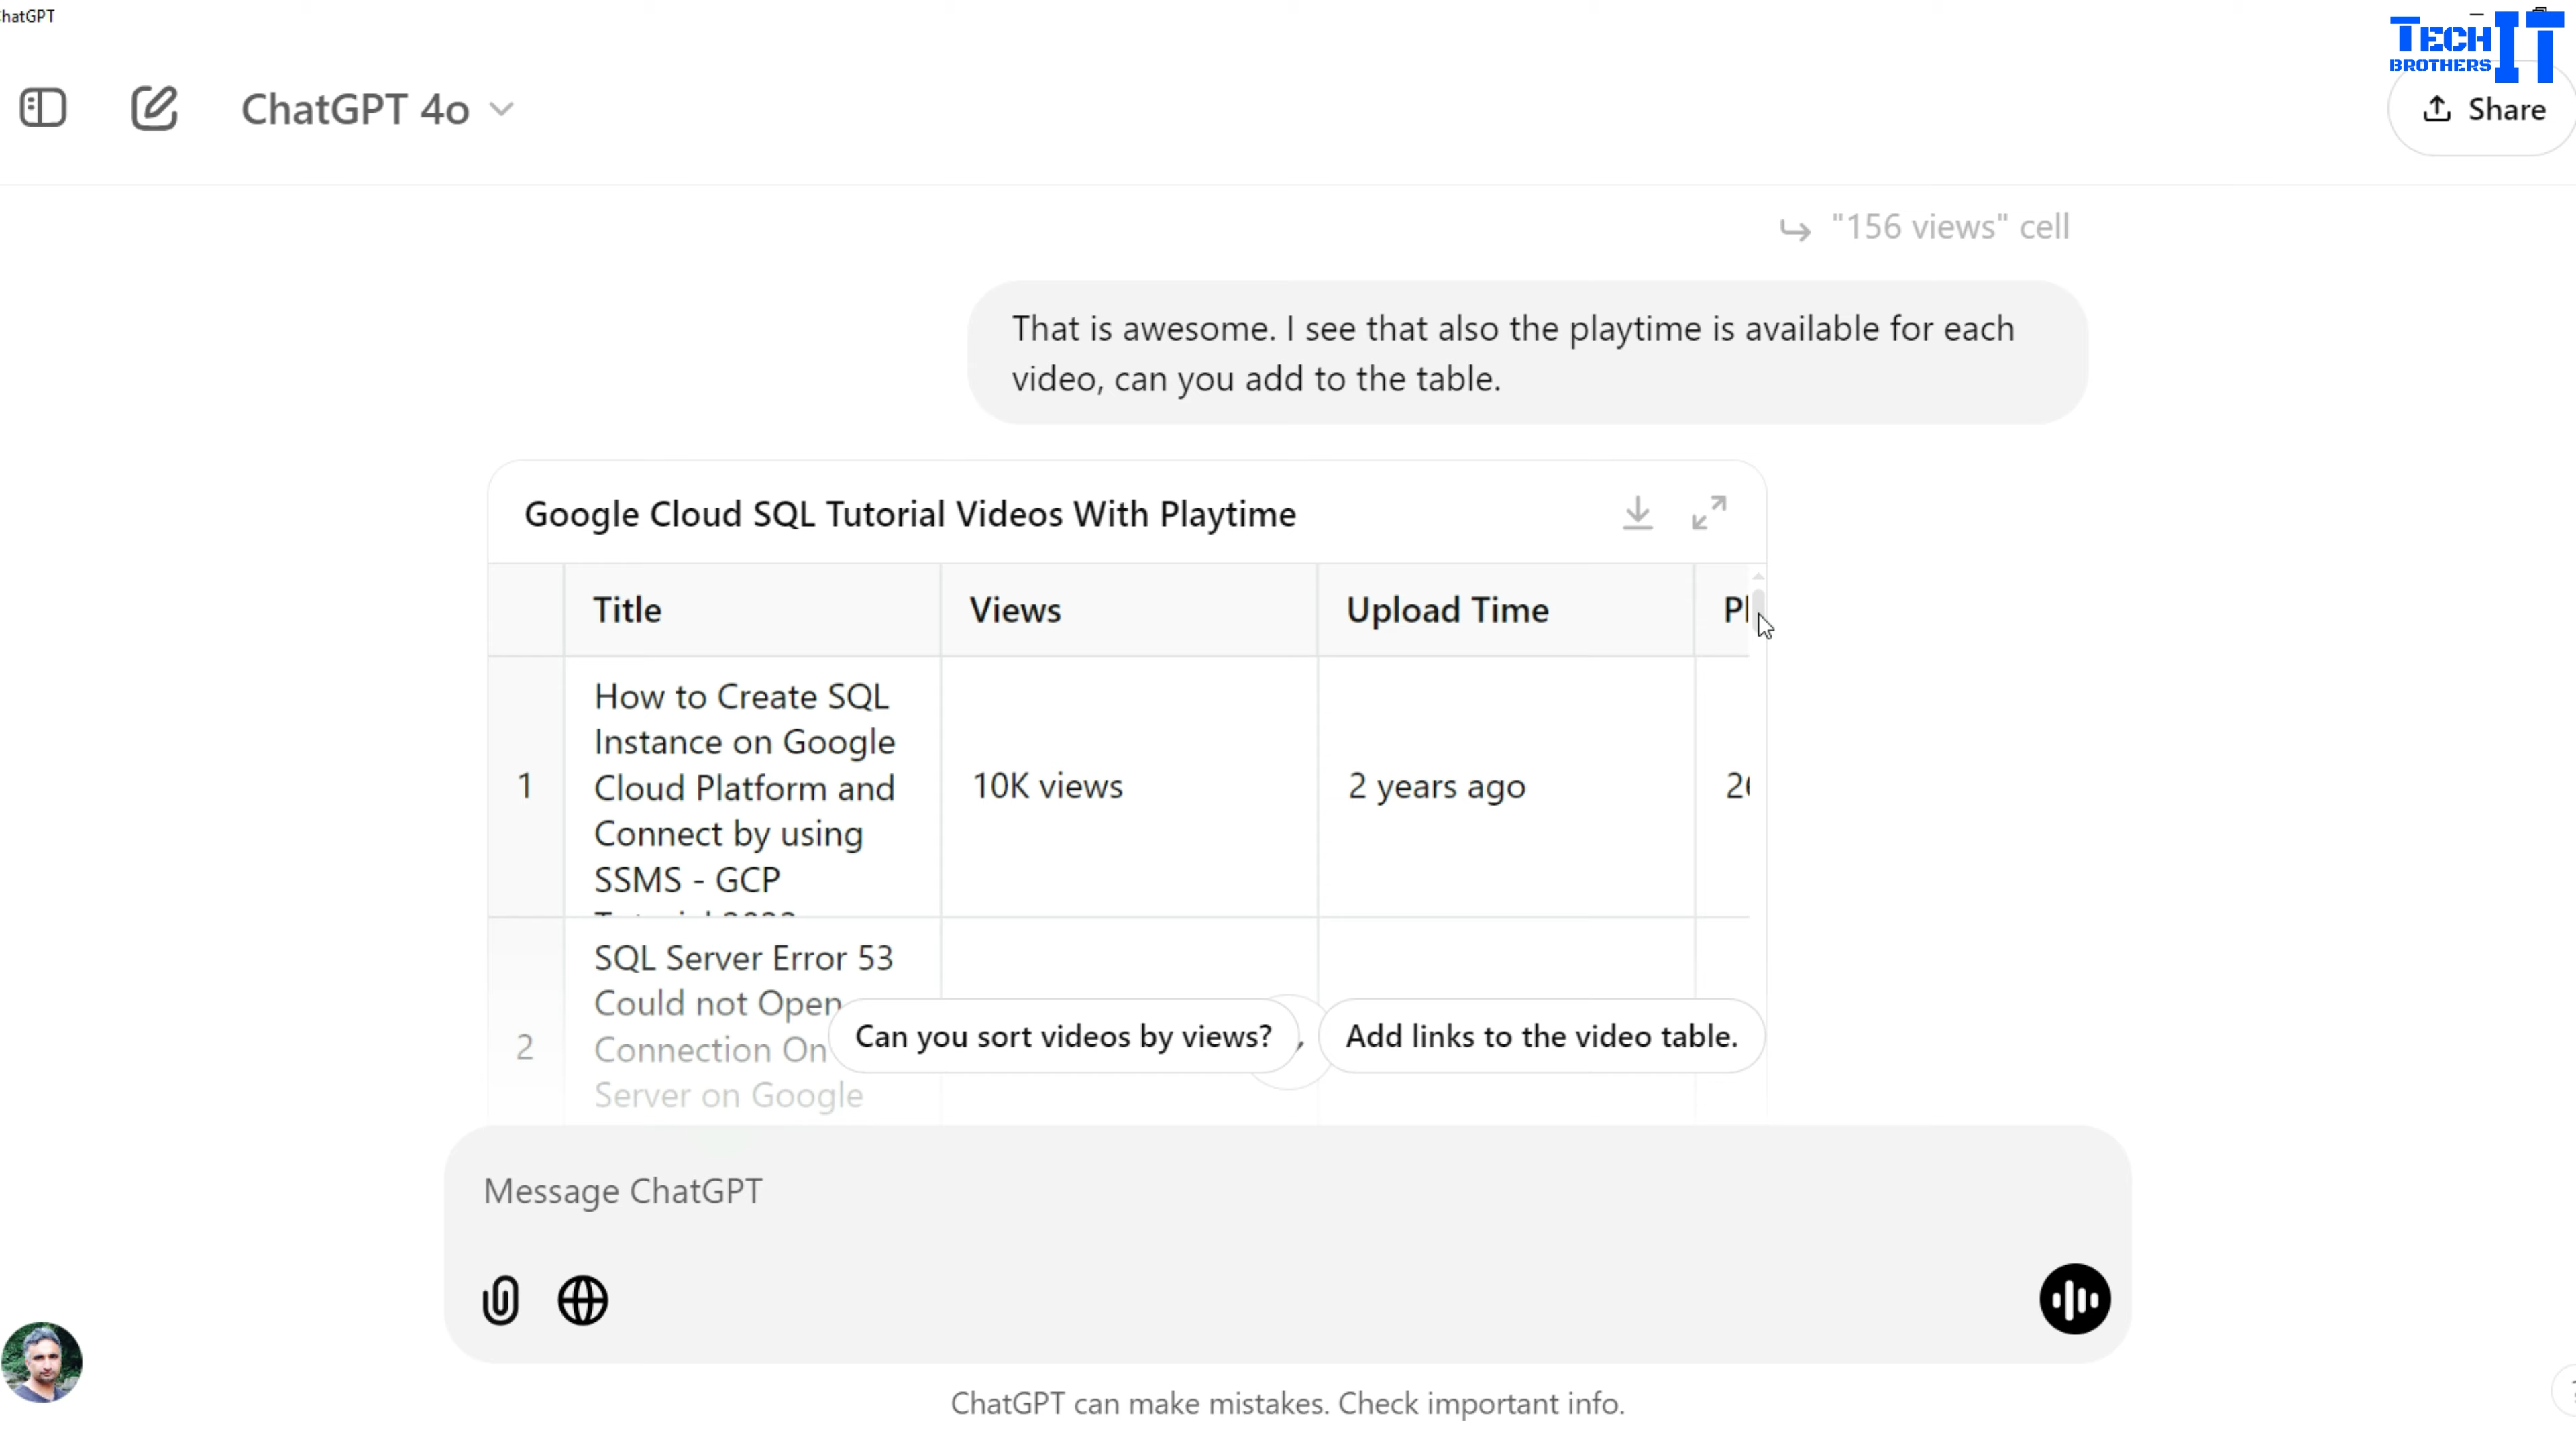 hatGPT
TECH IT
BROTHERS
ChatGPT 4o
Share
"156 views" cell
That is awesome. I see that also the playtime is available for each
video, can you add to the table.
Google Cloud SQL Tutorial Videos With Playtime
Title Views Upload Time Pl
How to Create SQL
Instance on Google
Cloud Platform and
Connect by using
SSMS - GCP
1 10K views 2 years ago
SQL Server Error 53
Could not Open
Connection On
Server on Google
2
Can you sort videos by views? Add links to the video table.
Message ChatGPT
ChatGPT can make mistakes. Check important info.